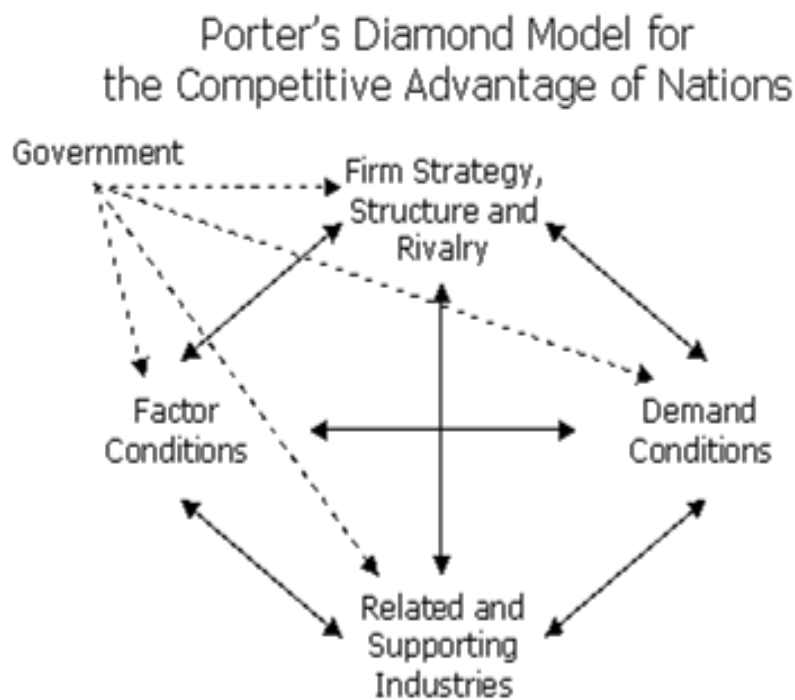 Porter's Diamond Model for
the Competitive Advantage of Nations
Government
Firm Strategy,
Structure and
Rivalry
Factor
Conditions
Demand
Conditions
Related and
Supporting
Industries